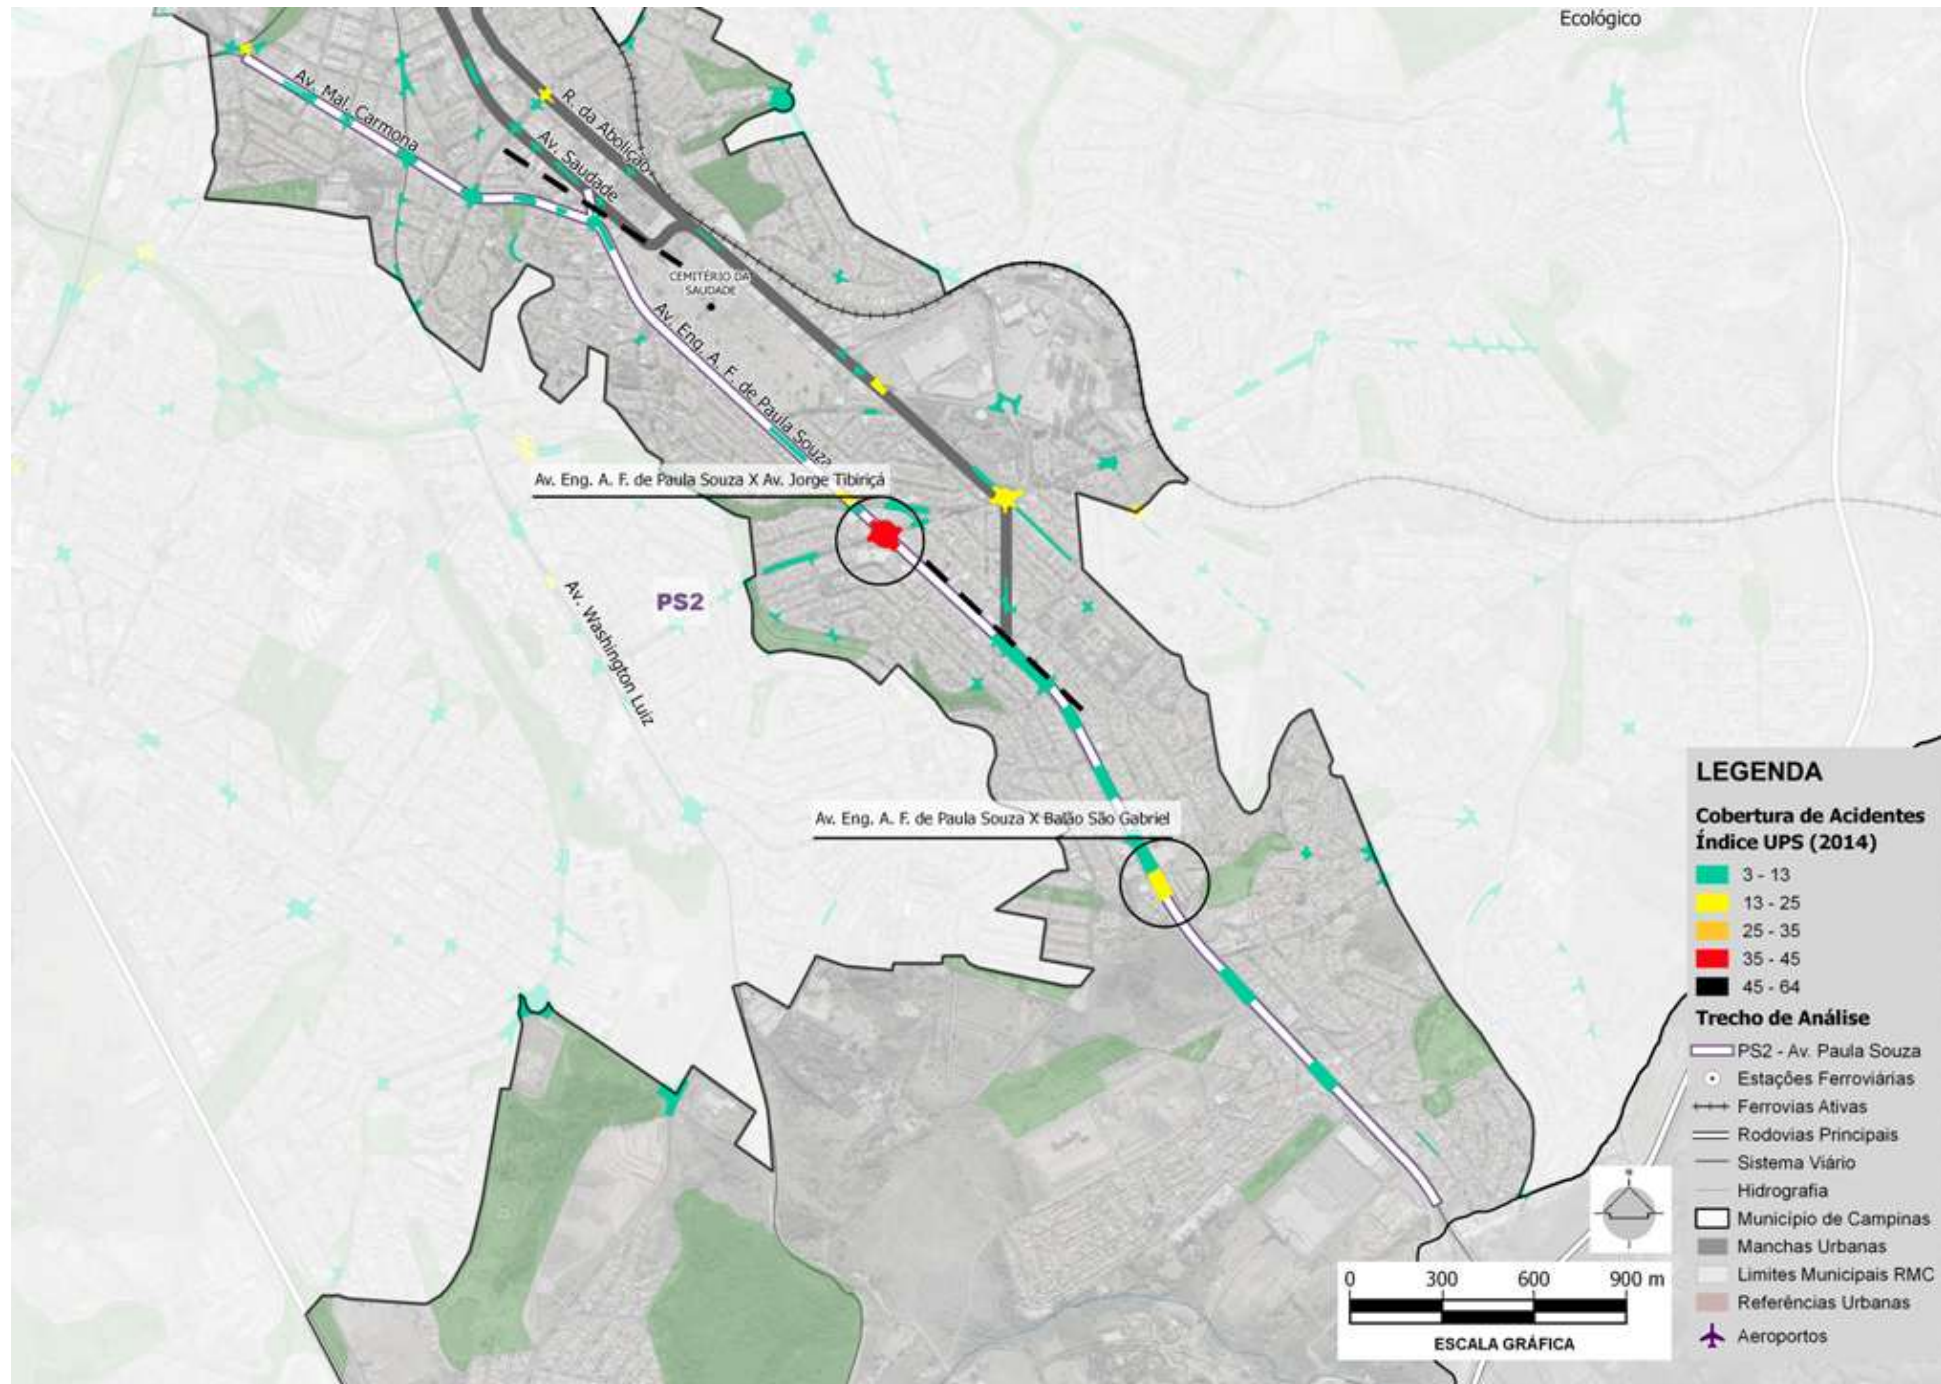 Ecológico
Av. Mal. Carmona
R. da Abolição
Av. Saudade
CEMITÉRIO DA
SAUDADE
Av. Eng. A. F. de Paula Souza
Av. Eng. A. F. de Paula Souza X Av. Jorge Tibiriçá
PS2
Av. Washington Luiz
Av. Eng. A. F. de Paula Souza X Balão São Gabriel
LEGENDA
Cobertura de Acidentes
Índice UPS (2014)
3 - 13
13 - 25
25 - 35
35 - 45
45 - 64
Trecho de Análise
PS2 - Av. Paula Souza
Estações Ferroviárias
Ferrovias Ativas
Rodovias Principais
Sistema Viário
Hidrografia
Município de Campinas
Manchas Urbanas
Limites Municipais RMC
Referências Urbanas
Aeroportos
0 300 600 900 m
ESCALA GRÁFICA